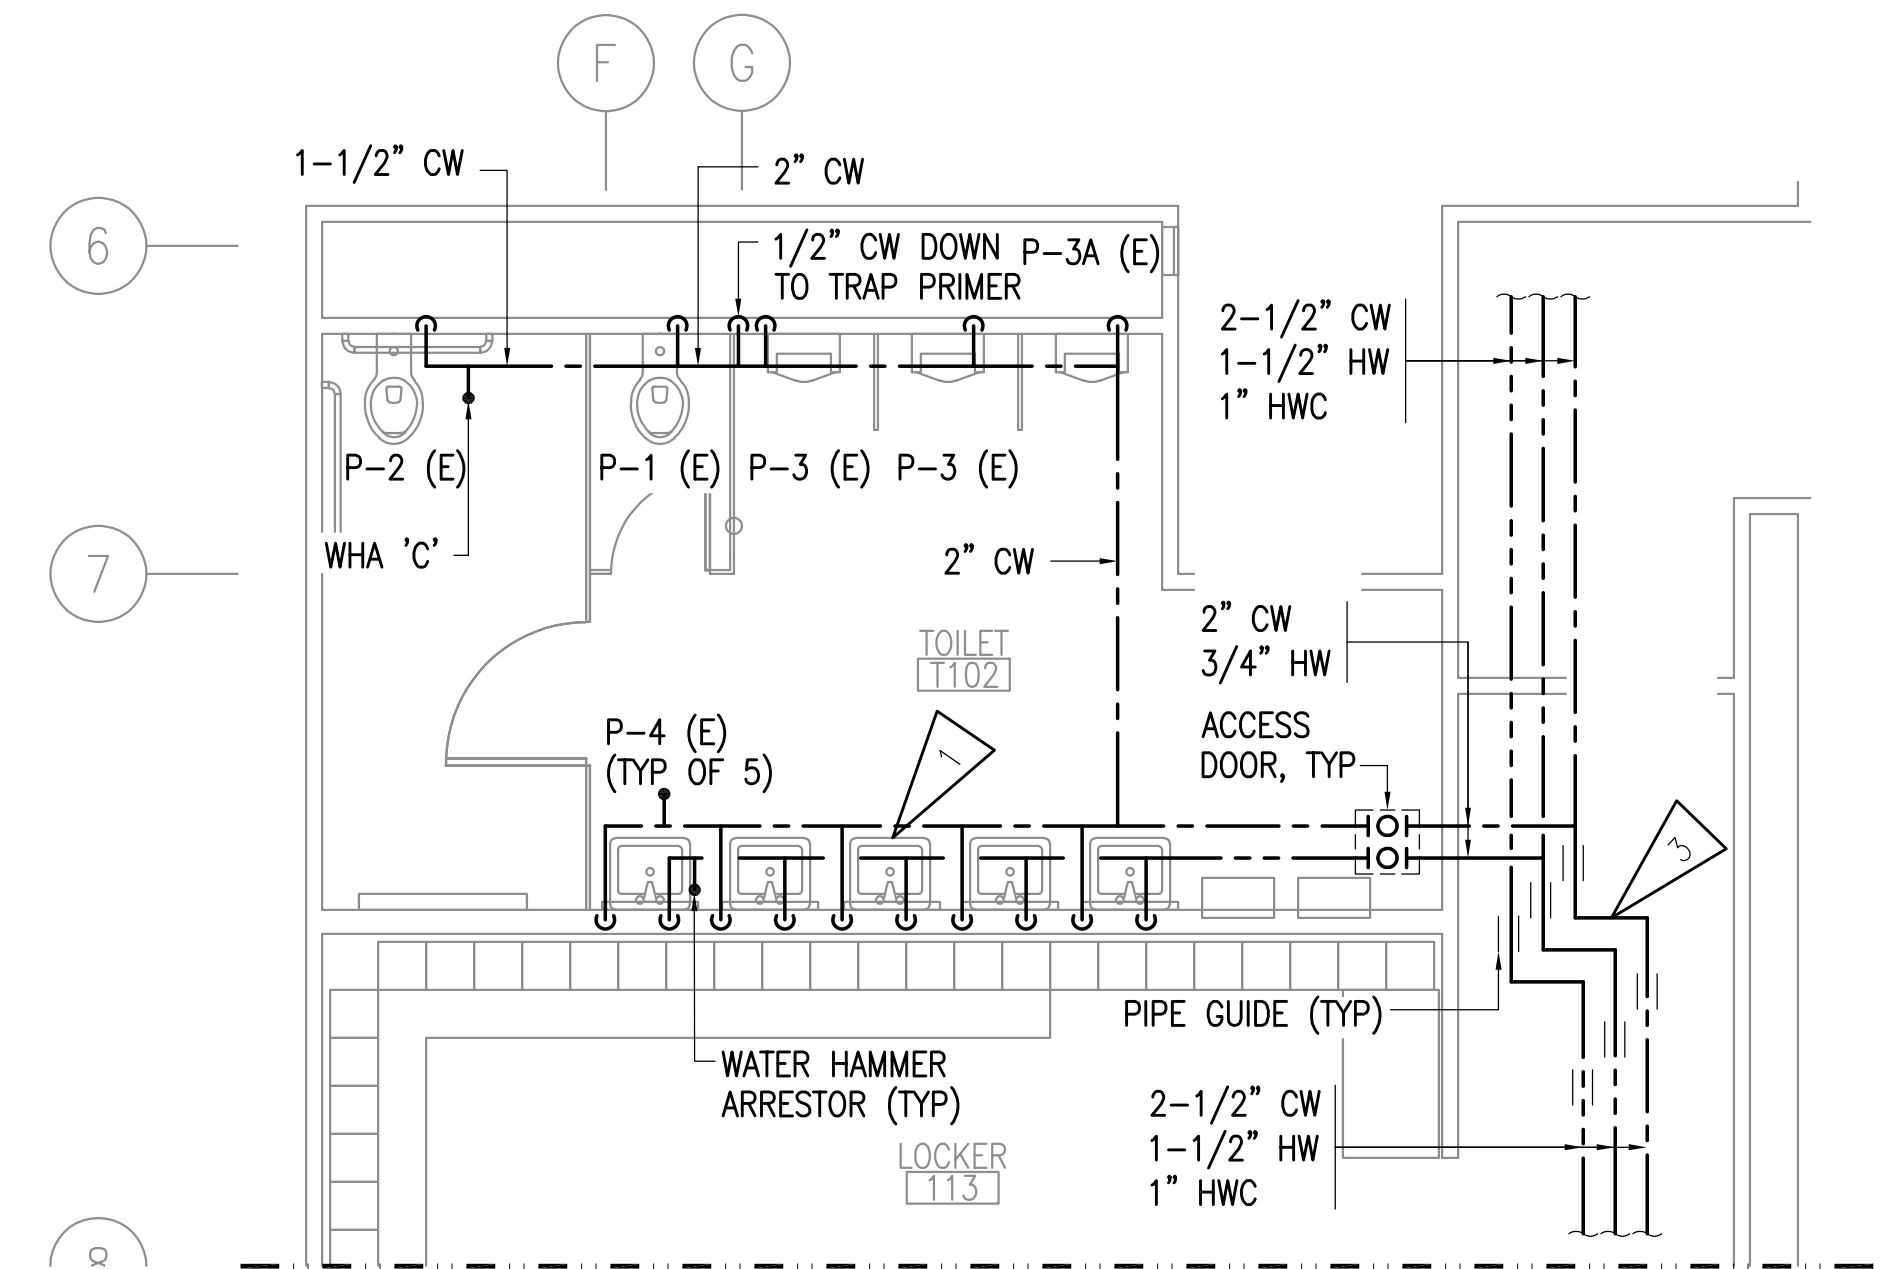 F
G
1-1/2" CW
2" CW
6
1/2" CW DOWN
TO TRAP PRIMER
P-3A (E)
2-1/2" CW
1-1/2" HW
1" HWC
P-2 (E)
P-1 (E)
P-3 (E)
P-3 (E)
WHA 'C'
7
2" CW
2" CW
3/4" HW
TOILET
T102
ACCESS
DOOR, TYP
P-4 (E)
(TYP OF 5)
1
3
PIPE GUIDE (TYP)
WATER HAMMER
ARRESTOR (TYP)
2-1/2" CW
1-1/2" HW
1" HWC
LOCKER
113
8